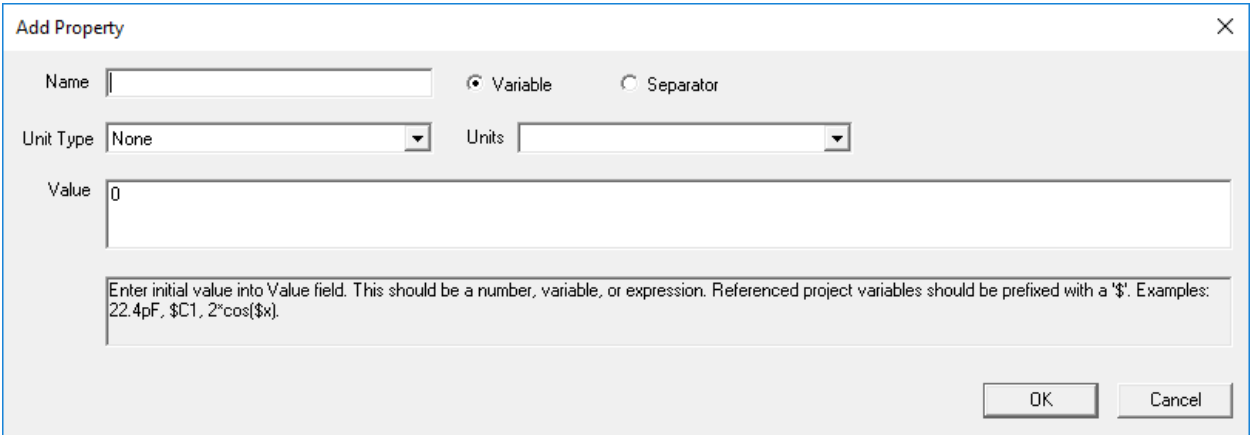 Add Property
Name
Variable
Separator
Unit Type None
Units
Value 0
Enter initial value into Value field. This should be a number, variable, or expression. Referenced project variables should be prefixed with a '$'. Examples:
22.4pF, $C1, 2*cos($x).
OK
Cancel